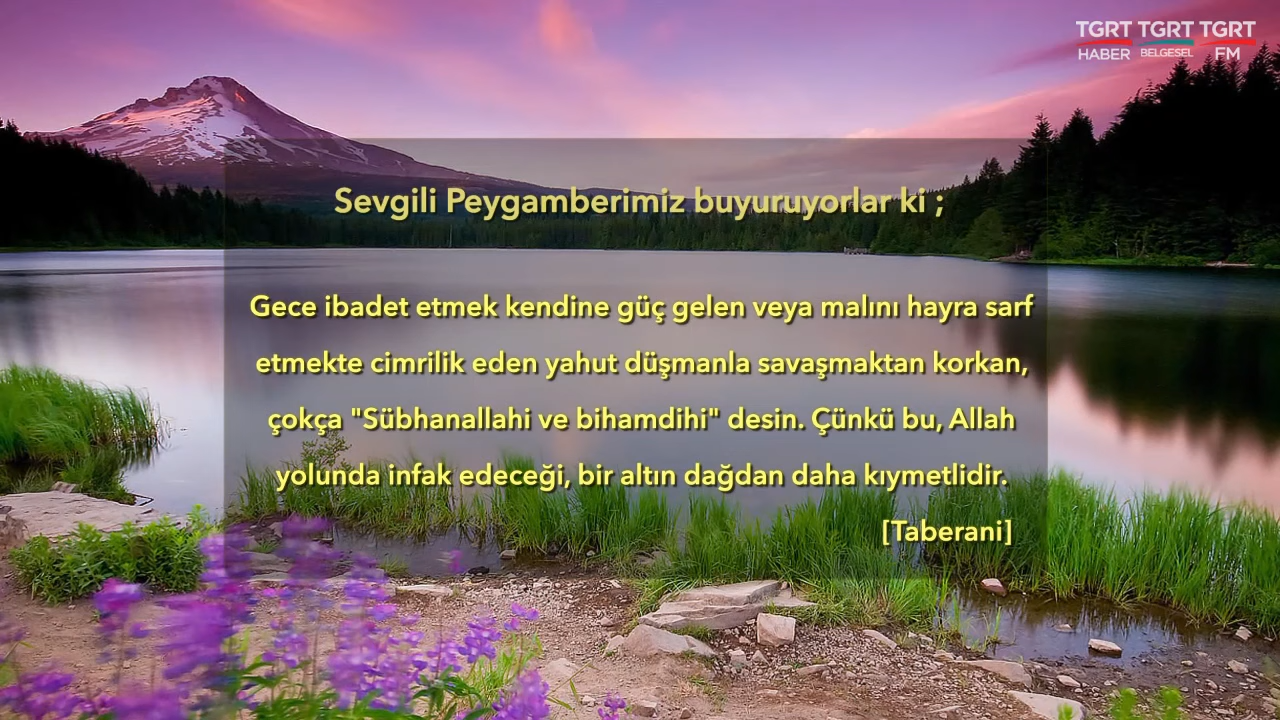 TGRT TGRT TGRT
HABER BELGESEL FM
Sevgili Peygamberimiz buyuruyorlar ki ;
Gece ibadet etmek kendine güç gelen veya malını hayra sarf
etmekte cimrilik eden yahut düşmanla savaşmaktan korkan,
çokça "Sübhanallahi ve bihamdihi" desin. Çünkü bu, Allah
yolunda infak edeceği, bir altın dağdan daha kıymetlidir.
[Taberani]